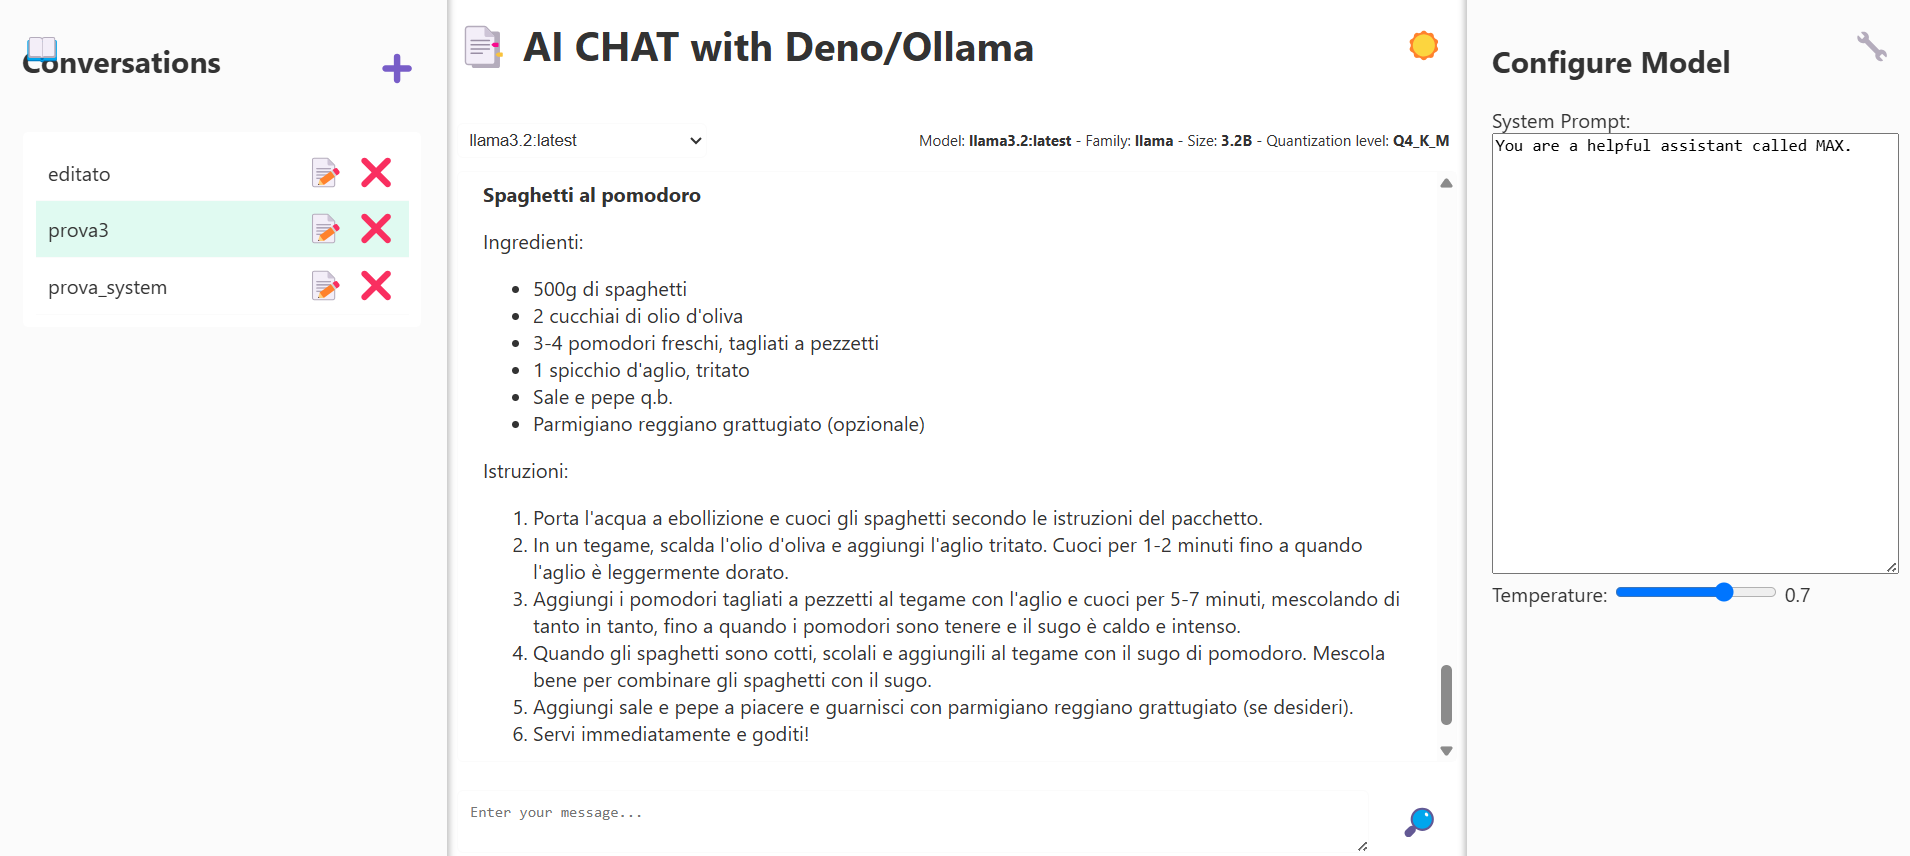 Conversations
editato
prova3
prova_system
AI CHAT with Deno/Ollama
llama3.2:latest
Model: llama3.2:latest - Family: llama - Size: 3.2B - Quantization level: Q4_K_M
Spaghetti al pomodoro
Ingredienti:
500g di spaghetti
2 cucchiai di olio d'oliva
3-4 pomodori freschi, tagliati a pezzetti
1 spicchio d'aglio, tritato
Sale e pepe q.b.
Parmigiano reggiano grattugiato (opzionale)
Istruzioni:
1. Porta l'acqua a ebollizione e cuoci gli spaghetti secondo le istruzioni del pacchetto.
2. In un tegame, scalda l'olio d'oliva e aggiungi l'aglio tritato. Cuoci per 1-2 minuti fino a quando
l'aglio è leggermente dorato.
3. Aggiungi i pomodori tagliati a pezzetti al tegame con l'aglio e cuoci per 5-7 minuti, mescolando di
tanto in tanto, fino a quando i pomodori sono tenere e il sugo è caldo e intenso.
4. Quando gli spaghetti sono cotti, scolali e aggiungili al tegame con il sugo di pomodoro. Mescola
bene per combinare gli spaghetti con il sugo.
5. Aggiungi sale e pepe a piacere e guarnisci con parmigiano reggiano grattugiato (se desideri).
6. Servi immediatamente e goditi!
Enter your message...
Configure Model
System Prompt:
You are a helpful assistant called MAX.
Temperature: 0.7